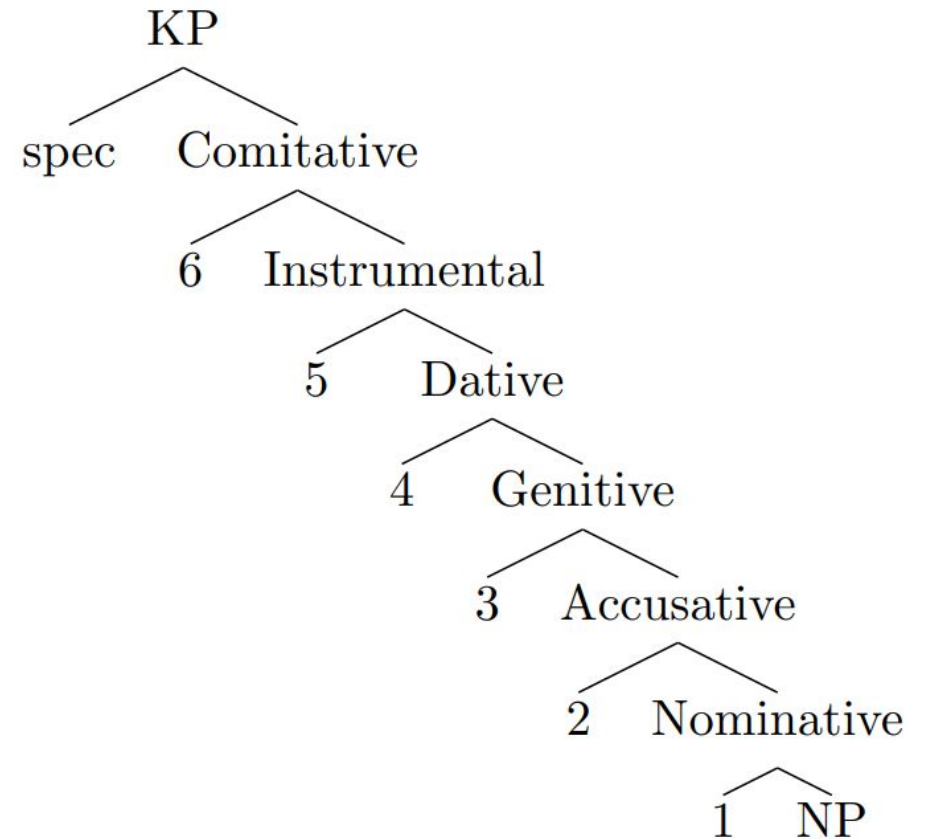 KP
spec Comitative
6 Instrumental
5 Dative
4 Genitive
3 Accusative
2 Nominative
1 NP